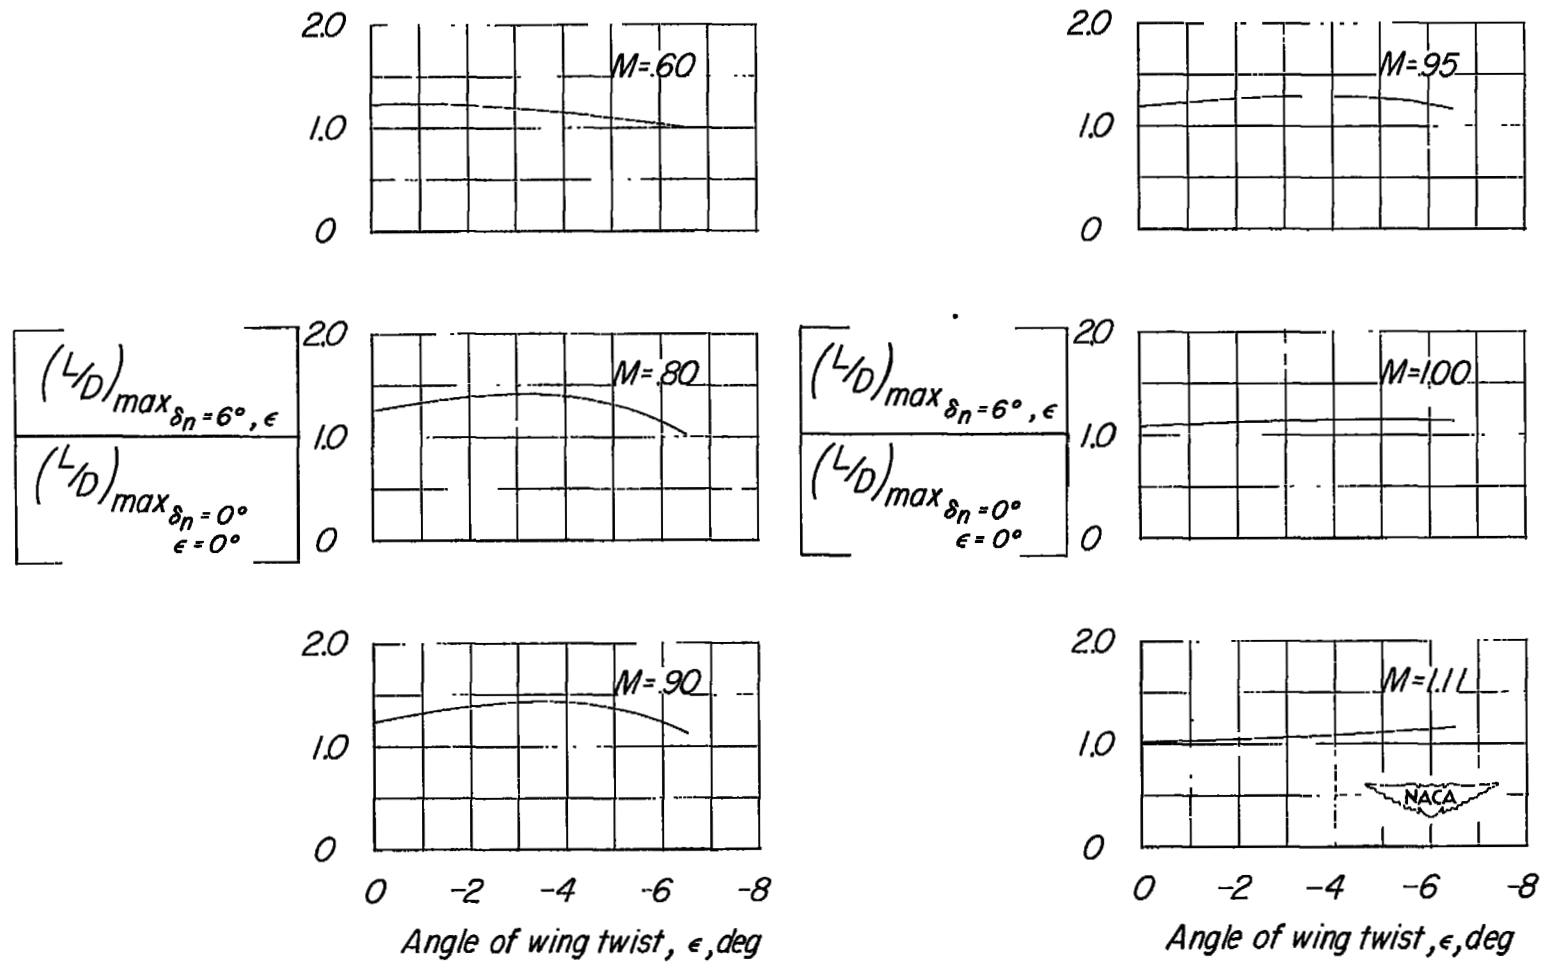 2.0
M=.60
1.0
0
2.0
M=.95
1.0
0
(L/D)max δn=6°, ϵ
(L/D)max δn=0°
ϵ=0°
2.0
M=.80
1.0
0
(L/D)max δn=6°, ϵ
(L/D)max δn=0°
ϵ=0°
2.0
M=1.00
1.0
0
2.0
M=.90
1.0
0
0 -2 -4 -6 -8
Angle of wing twist, ϵ, deg
2.0
M=1.11
1.0
NACA
0
0 -2 -4 -6 -8
Angle of wing twist, ϵ, deg